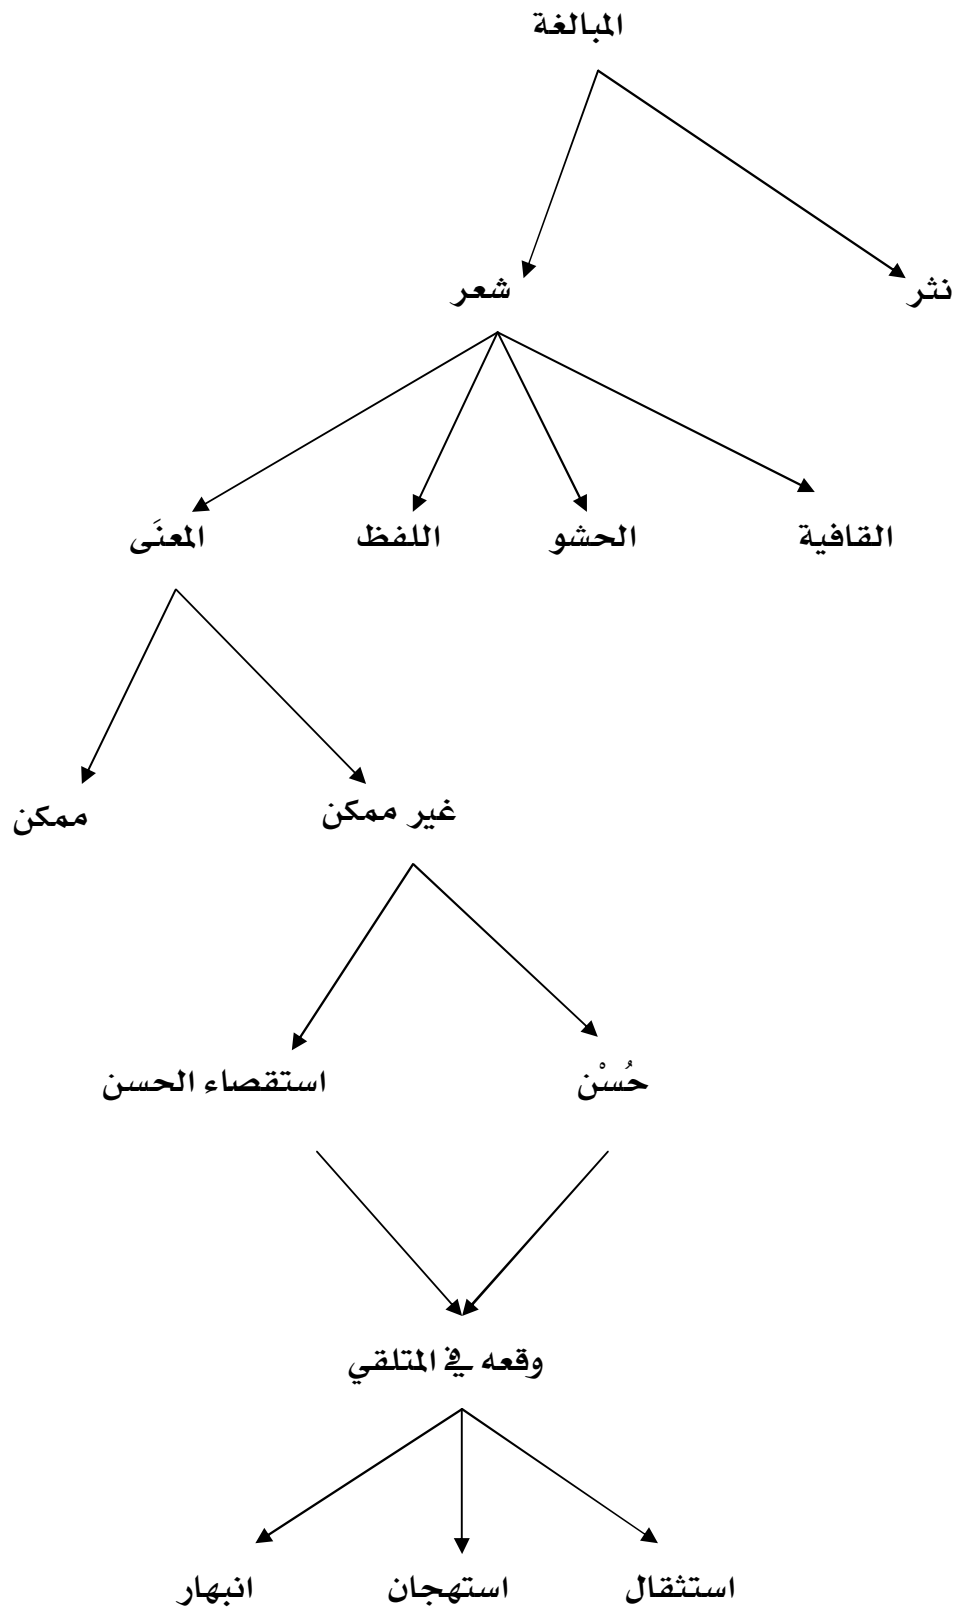 المبالغة
نثر
شعر
القافية
الحشو
اللفظ
المعنَى
غير ممكن
ممكن
حُسْن
استقصاء الحسن
وقعه في المتلقي
استثقال
استهجان
انبهار